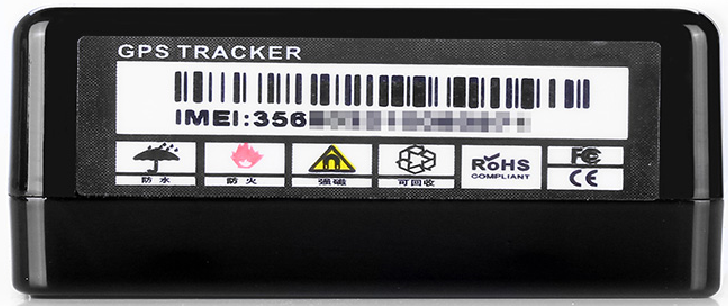 GPS TRACKER
IMEI:356
防水
防火
强磁
可回收
RoHS
COMPLIANT
FC
CE